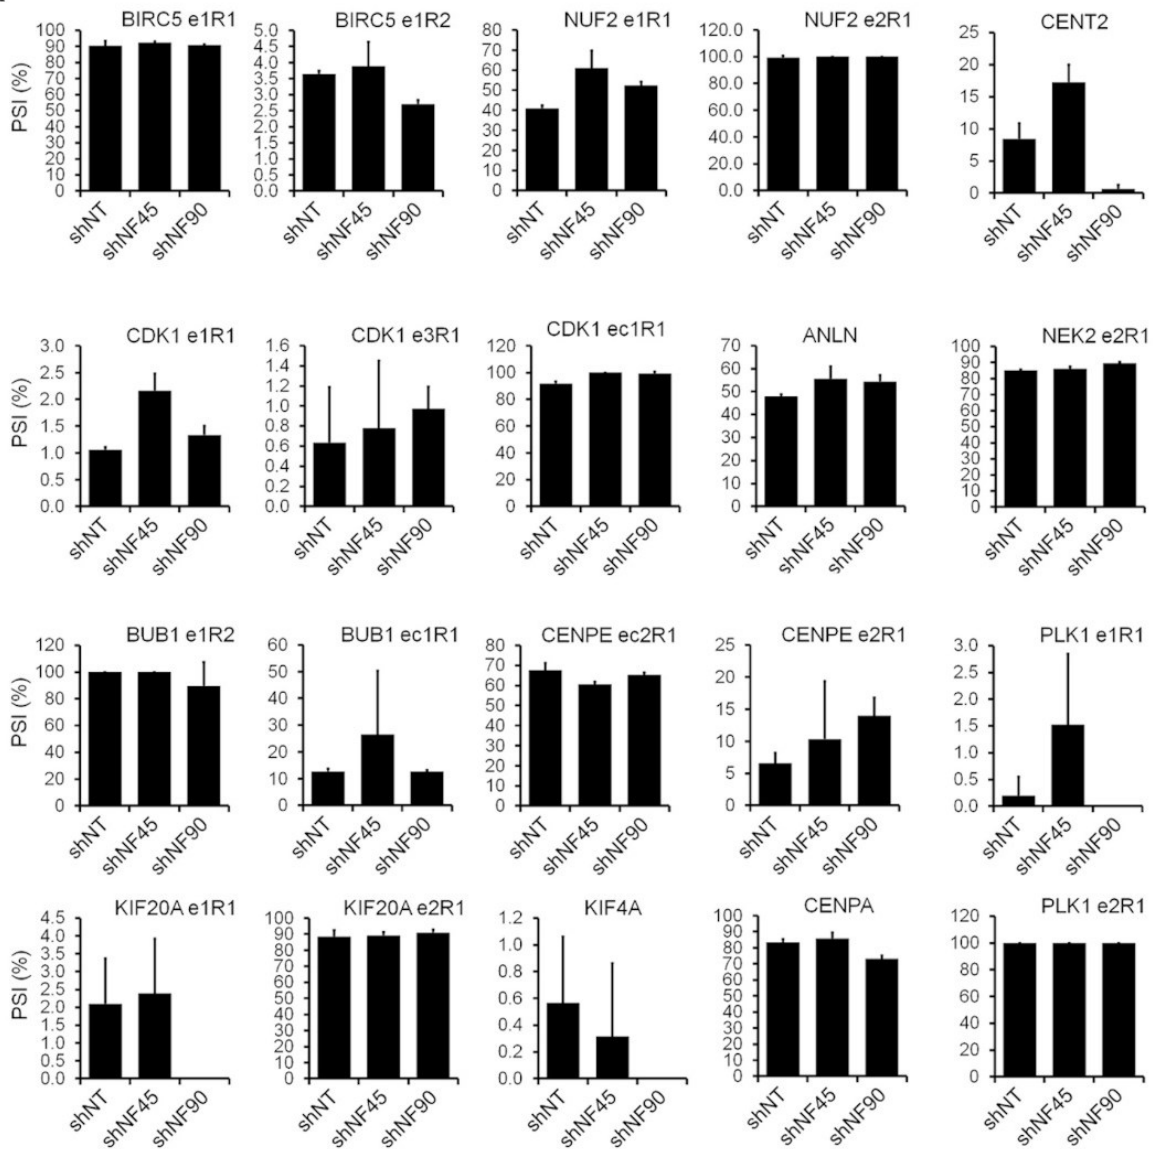 BIRC5 e1R1
PSI (%)
100
90
80
70
60
50
40
30
20
10
0
shNT
shNF45
shNF90
BIRC5 e1R2
5.0
4.5
4.0
3.5
3.0
2.5
2.0
1.5
1.0
0.5
0.0
shNT
shNF45
shNF90
NUF2 e1R1
80
70
60
50
40
30
20
10
0
shNT
shNF45
shNF90
NUF2 e2R1
120.0
100.0
80.0
60.0
40.0
20.0
0.0
shNT
shNF45
shNF90
CENT2
25
20
15
10
5
0
shNT
shNF45
shNF90
CDK1 e1R1
PSI (%)
3.0
2.5
2.0
1.5
1.0
0.5
0.0
shNT
shNF45
shNF90
CDK1 e3R1
1.6
1.4
1.2
1.0
0.8
0.6
0.4
0.2
0.0
shNT
shNF45
shNF90
CDK1 ec1R1
120
100
80
60
40
20
0
shNT
shNF45
shNF90
ANLN
70
60
50
40
30
20
10
0
shNT
shNF45
shNF90
NEK2 e2R1
100
90
80
70
60
50
40
30
20
10
0
shNT
shNF45
shNF90
BUB1 e1R2
PSI (%)
120
100
80
60
40
20
0
shNT
shNF45
shNF90
BUB1 ec1R1
60
50
40
30
20
10
0
shNT
shNF45
shNF90
CENPE ec2R1
80
70
60
50
40
30
20
10
0
shNT
shNF45
shNF90
CENPE e2R1
25
20
15
10
5
0
shNT
shNF45
shNF90
PLK1 e1R1
3.0
2.5
2.0
1.5
1.0
0.5
0.0
shNT
shNF45
shNF90
KIF20A e1R1
PSI (%)
4.5
4.0
3.5
3.0
2.5
2.0
1.5
1.0
0.5
0.0
shNT
shNF45
shNF90
KIF20A e2R1
100
90
80
70
60
50
40
30
20
10
0
shNT
shNF45
shNF90
KIF4A
1.2
1.0
0.8
0.6
0.4
0.2
0.0
shNT
shNF45
shNF90
CENPA
100
90
80
70
60
50
40
30
20
10
0
shNT
shNF45
shNF90
PLK1 e2R1
120
100
80
60
40
20
0
shNT
shNF45
shNF90